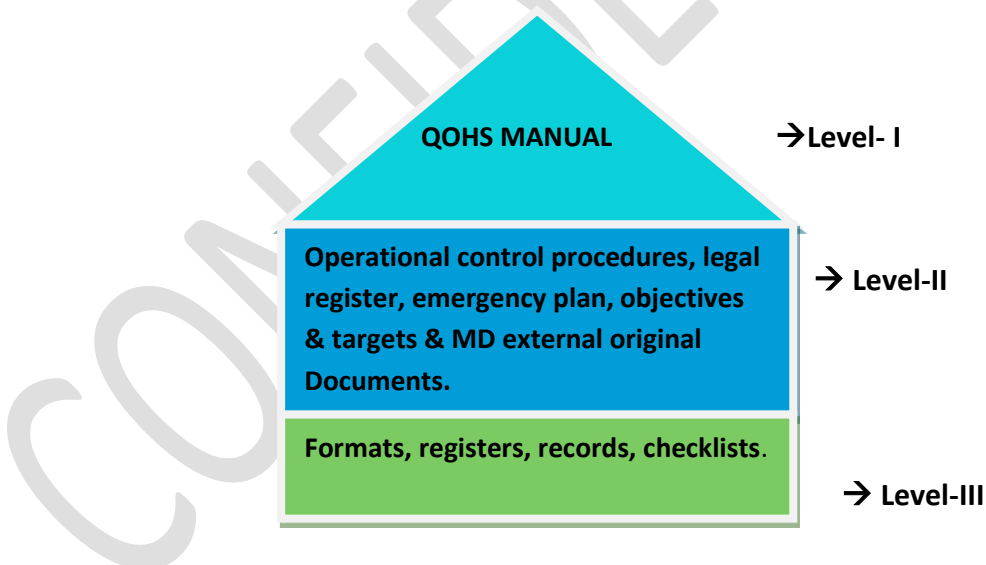 QOHS MANUAL
→Level- I
Operational control procedures, legal
register, emergency plan, objectives
& targets & MD external original
Documents.
→ Level-II
Formats, registers, records, checklists.
→ Level-III